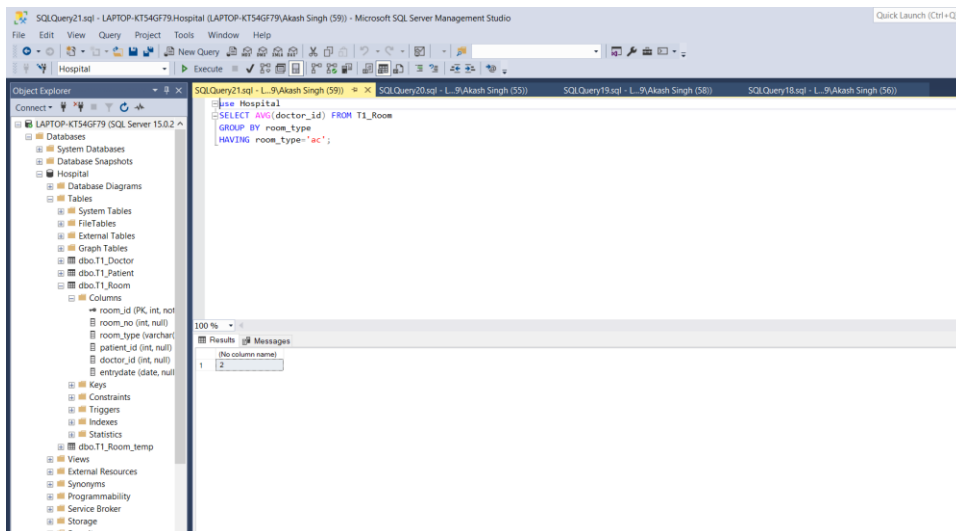 SQLQuery21.sql - LAPTOP-KT54GF79.Hospital (LAPTOP-KT54GF79\Akash Singh (59)) - Microsoft SQL Server Management Studio
Quick Launch (Ctrl+Q
File Edit View Query Project Tools Window Help
New Query
Hospital
Execute
Object Explorer
SQLQuery21.sql - L...9\Akash Singh (59))
SQLQuery20.sql - L...9\Akash Singh (55))
SQLQuery19.sql - L...9\Akash Singh (58))
SQLQuery18.sql - L...9\Akash Singh (56))
Connect
LAPTOP-KT54GF79 (SQL Server 15.0.2
Databases
System Databases
Database Snapshots
Hospital
Database Diagrams
Tables
System Tables
FileTables
External Tables
Graph Tables
dbo.T1_Doctor
dbo.T1_Patient
dbo.T1_Room
Columns
room_id (PK, int, not
room_no (int, null)
room_type (varchar(
patient_id (int, null)
doctor_id (int, null)
entrydate (date, null
Keys
Constraints
Triggers
Indexes
Statistics
dbo.T1_Room_temp
Views
External Resources
Synonyms
Programmability
Service Broker
Storage
use Hospital
SELECT AVG(doctor_id) FROM T1_Room
GROUP BY room_type
HAVING room_type='ac';
100 %
Results Messages
(No column name)
1 2